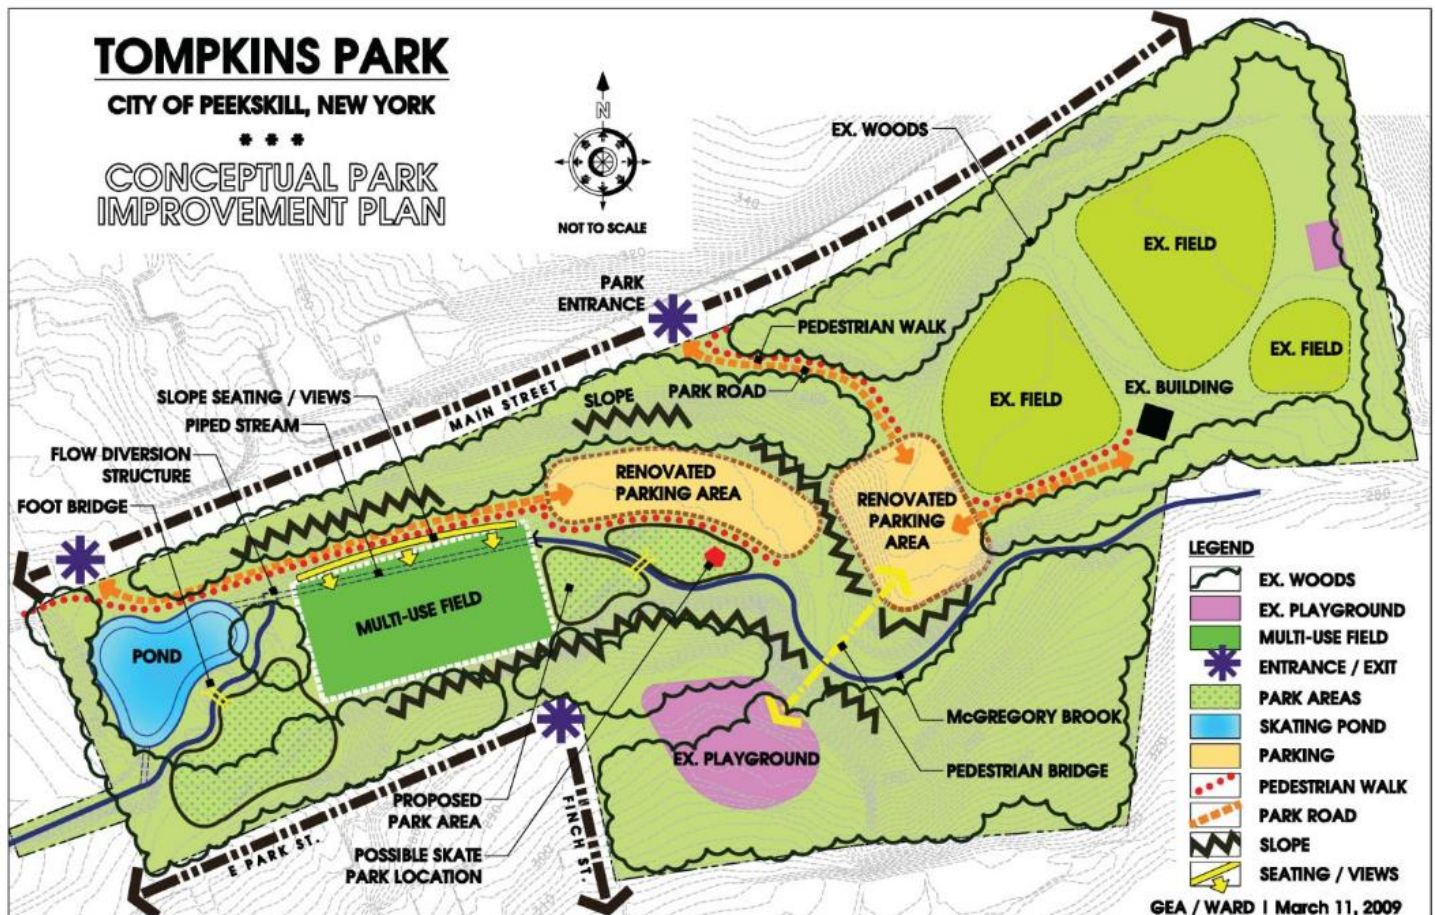 TOMPKINS PARK
CITY OF PEEKSKILL, NEW YORK
CONCEPTUAL PARK
IMPROVEMENT PLAN
N
NOT TO SCALE
EX. WOODS
340
320
EX. FIELD
PARK
ENTRANCE
PEDESTRIAN WALK
EX. FIELD
SLOPE SEATING / VIEWS
MAIN STREET
SLOPE
PARK ROAD
EX. FIELD
EX. BUILDING
PIPED STREAM
FLOW DIVERSION
STRUCTURE
RENOVATED
PARKING AREA
FOOT BRIDGE
RENOVATED
PARKING
AREA
280
MULTI-USE FIELD
POND
McGREGORY BROOK
EX. PLAYGROUND
PEDESTRIAN BRIDGE
PROPOSED
PARK AREA
FINCH ST.
E PARK ST.
POSSIBLE SKATE
PARK LOCATION
LEGEND
EX. WOODS
EX. PLAYGROUND
MULTI-USE FIELD
ENTRANCE / EXIT
PARK AREAS
SKATING POND
PARKING
PEDESTRIAN WALK
PARK ROAD
SLOPE
SEATING / VIEWS
GEA / WARD | March 11, 2009